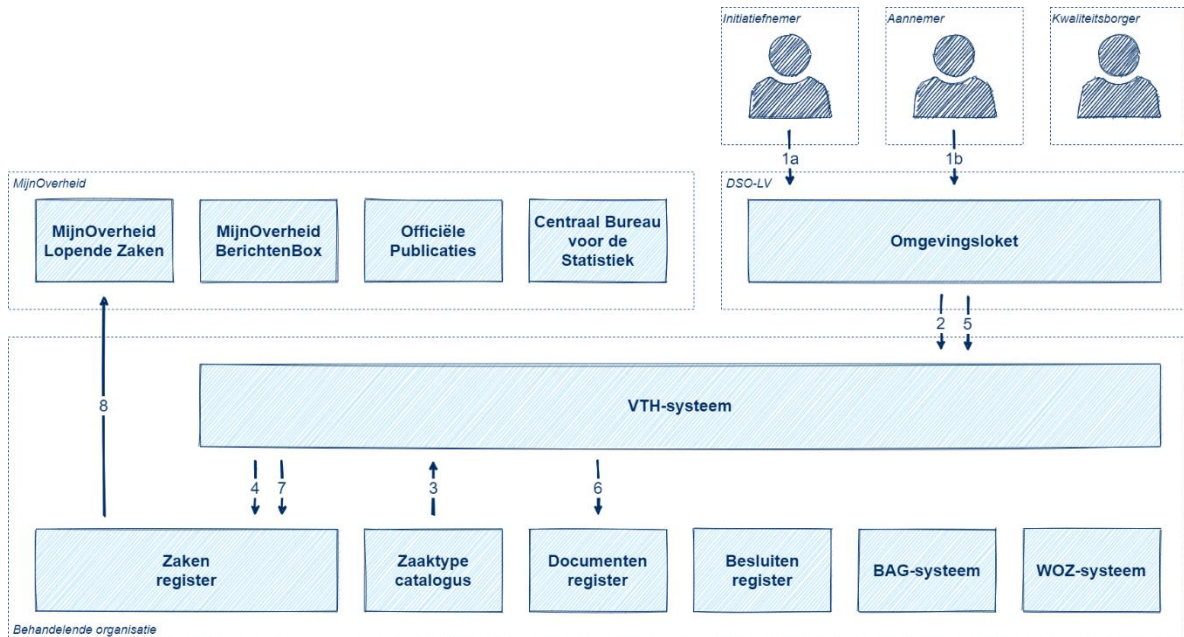 Initiatiefnemer
Aannemer
Kwaliteitsborger
1a
1b
MijnOverheid
DSO-LV
MijnOverheid
Lopende Zaken
MijnOverheid
BerichtenBox
Officiële
Publicaties
Centraal Bureau
voor de
Statistiek
Omgevingsloket
2
5
VTH-systeem
8
4
7
3
6
Zaken
register
Zaaktype
catalogus
Documenten
register
Besluiten
register
BAG-systeem
WOZ-systeem
Behandelende organisatie